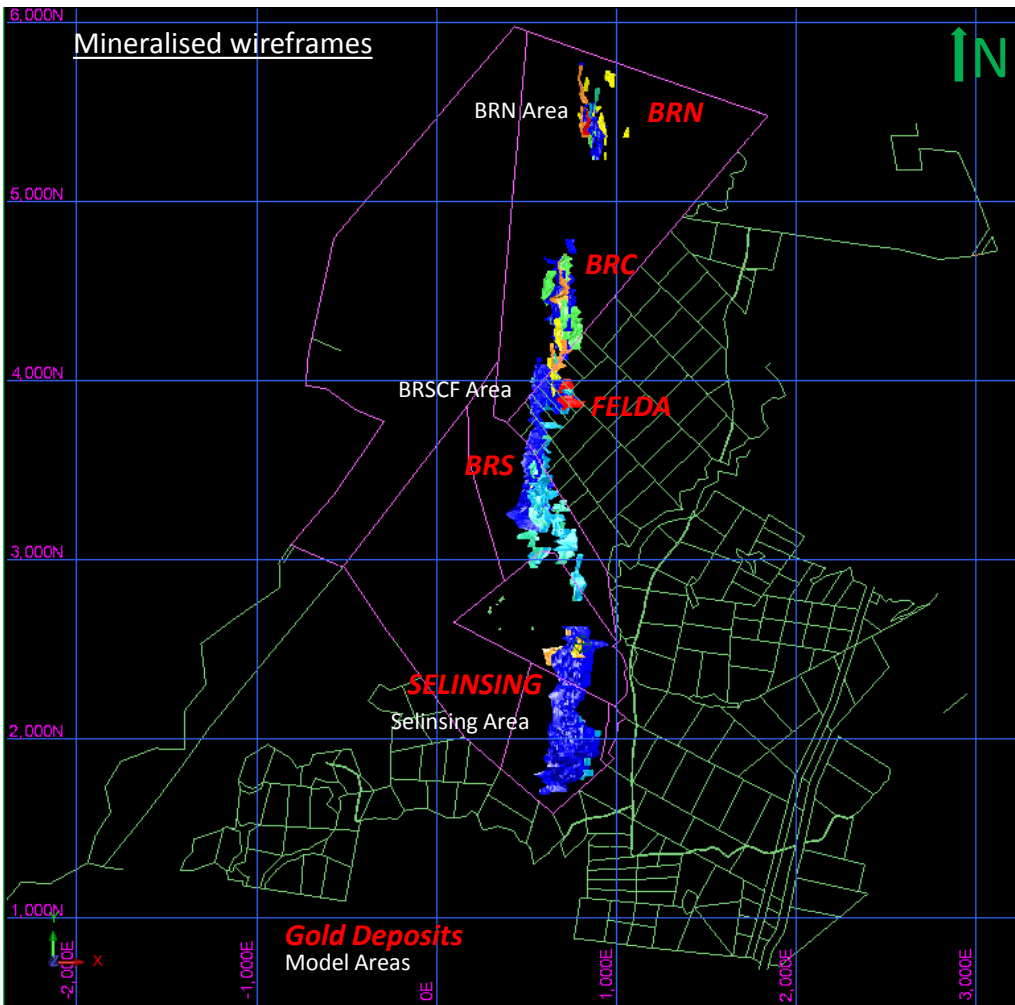 6,000N
Mineralised wireframes
N
BRN Area
BRN
5,000N
BRC
4,000N
BRSCF Area
FELDA
BRS
3,000N
SELINSING
Selinsing Area
2,000N
1,000N
Gold Deposits
Model Areas
-2,000E
-1,000E
0E
1,000E
2,000E
3,000E
Y
Z
X